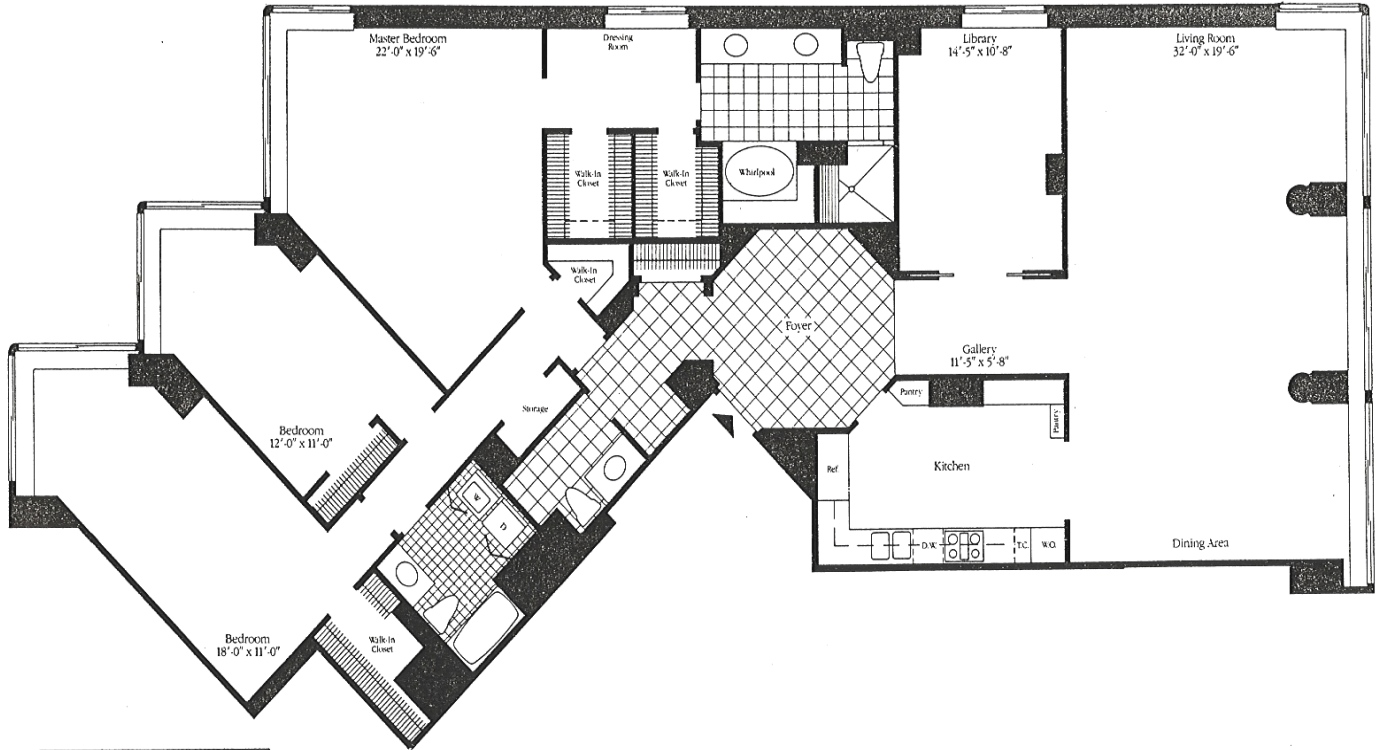 Master Bedroom
22'-0" x 19'-6"
Dressing
Room
Library
14'-5" x 10'-8"
Living Room
32'-0" x 19'-6"
Walk-In
Closet
Walk-In
Closet
Whirlpool
Walk-In
Closet
Foyer
Gallery
11'-5" x 5'-8"
Pantry
Pantry
Storage
Bedroom
12'-0" x 11'-0"
Ref.
Kitchen
W
D
D.W.
T.C.
W.O.
Dining Area
Bedroom
18'-0" x 11'-0"
Walk-In
Closet